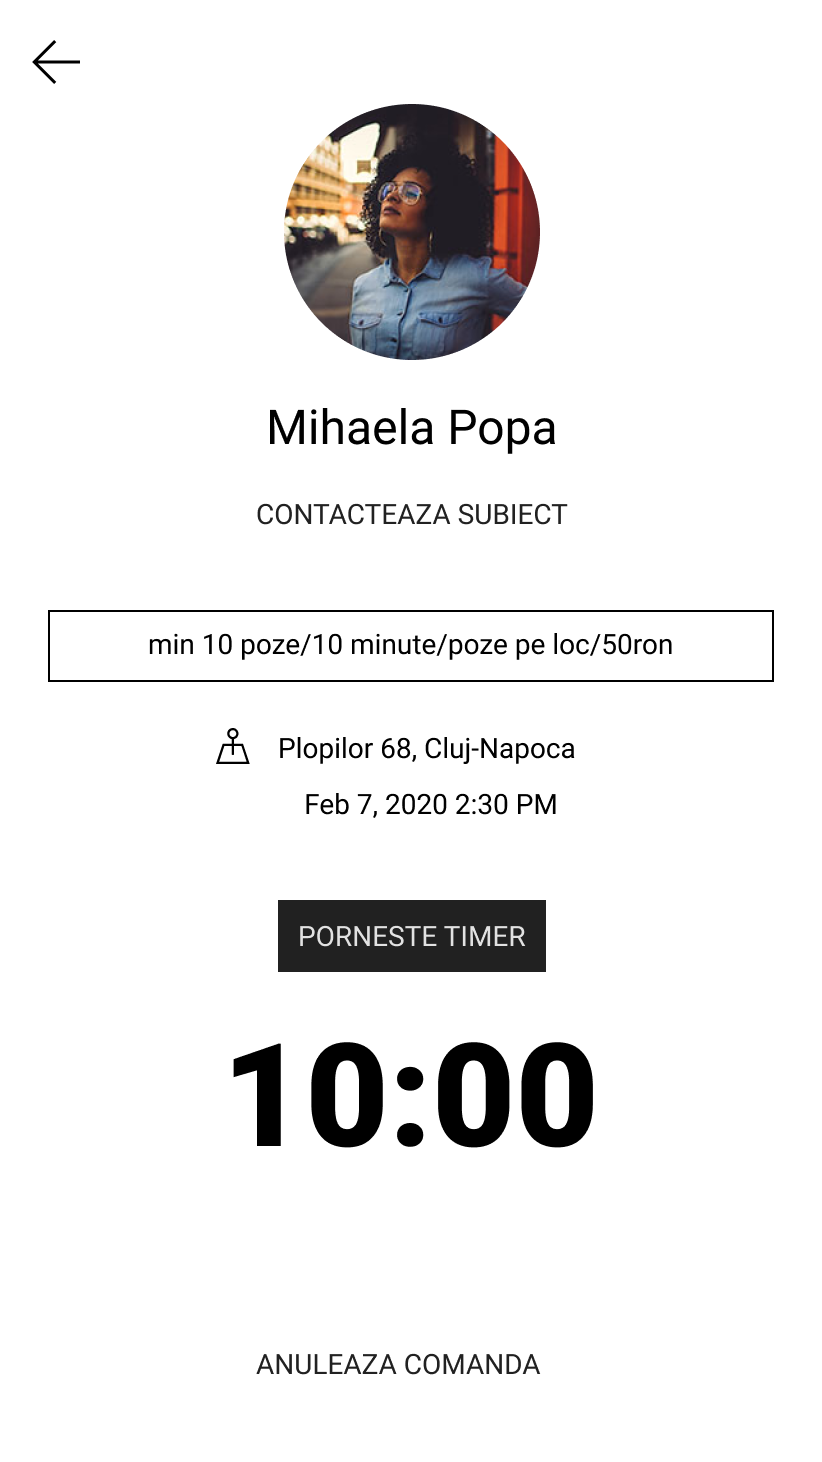 Mihaela Popa
CONTACTEAZA SUBIECT
min 10 poze/10 minute/poze pe loc/50ron
Plopilor 68, Cluj-Napoca
Feb 7, 2020 2:30 PM
PORNESTE TIMER
10:00
ANULEAZA COMANDA